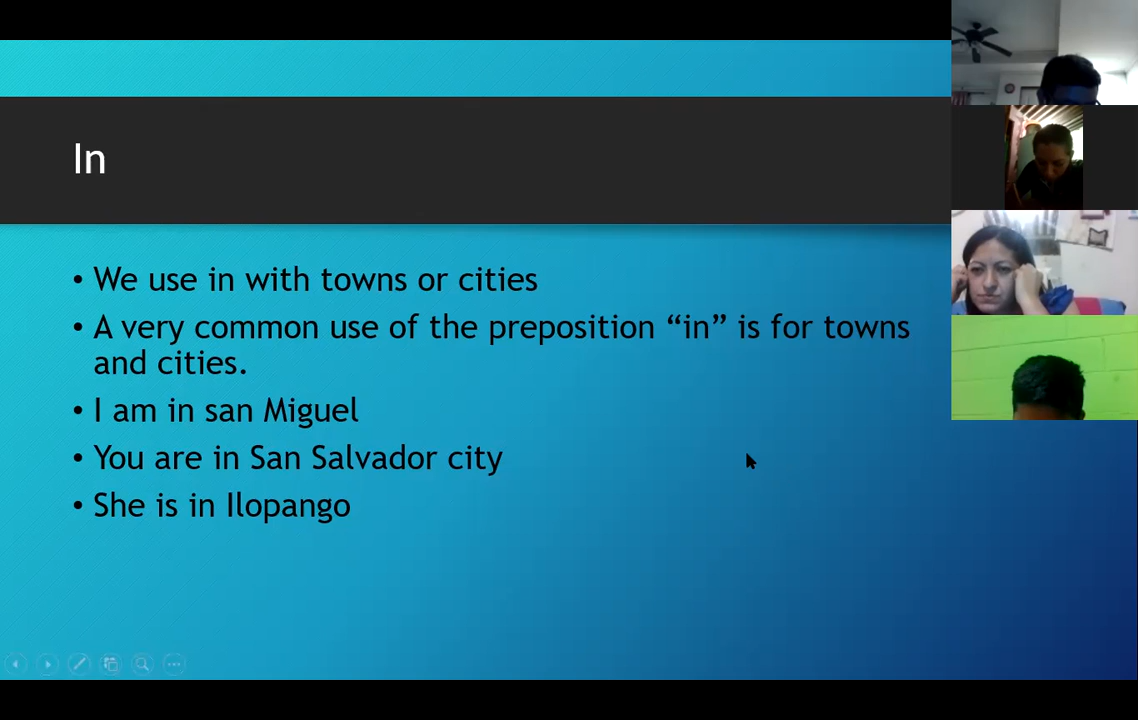 In
• We use in with towns or cities
• A very common use of the preposition “in” is for towns
and cities.
• I am in san Miguel
• You are in San Salvador city
• She is in Ilopango